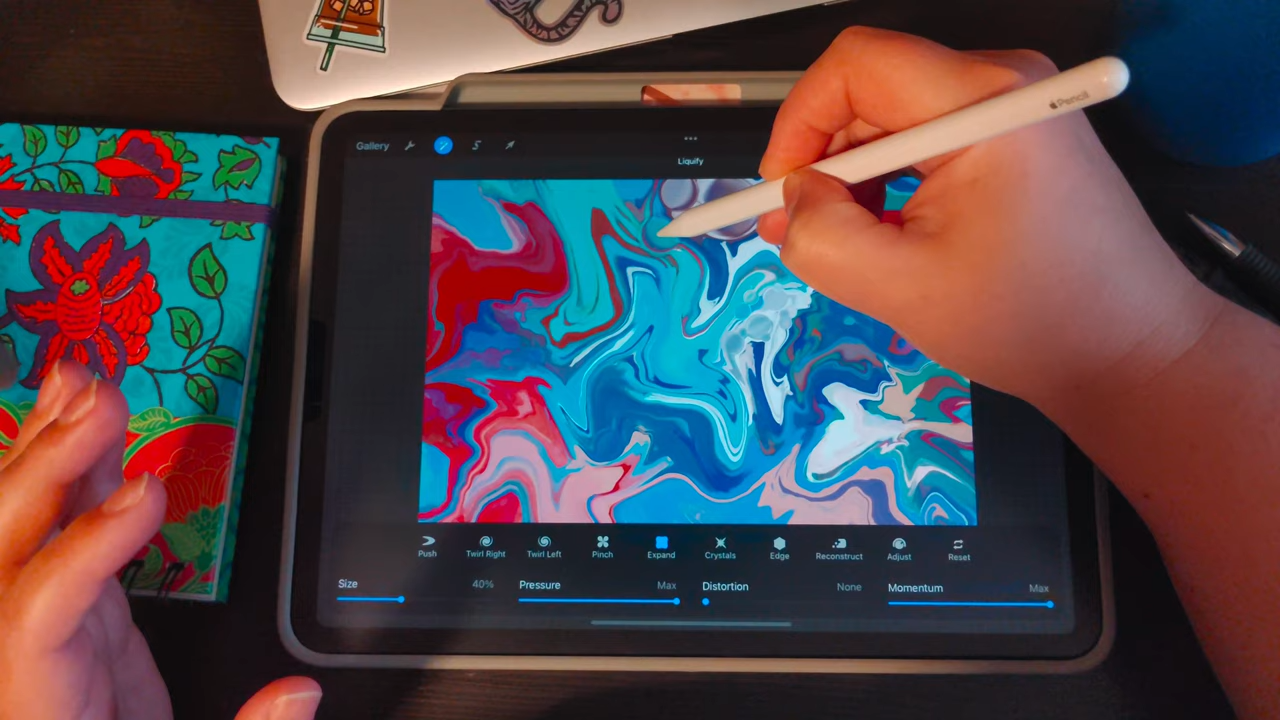 Pencil
Gallery
Liquify
Push Twirl Right Twirl Left Pinch Expand Crystals Edge Reconstruct Adjust Reset
Size 40% Pressure Max Distortion None Momentum Max